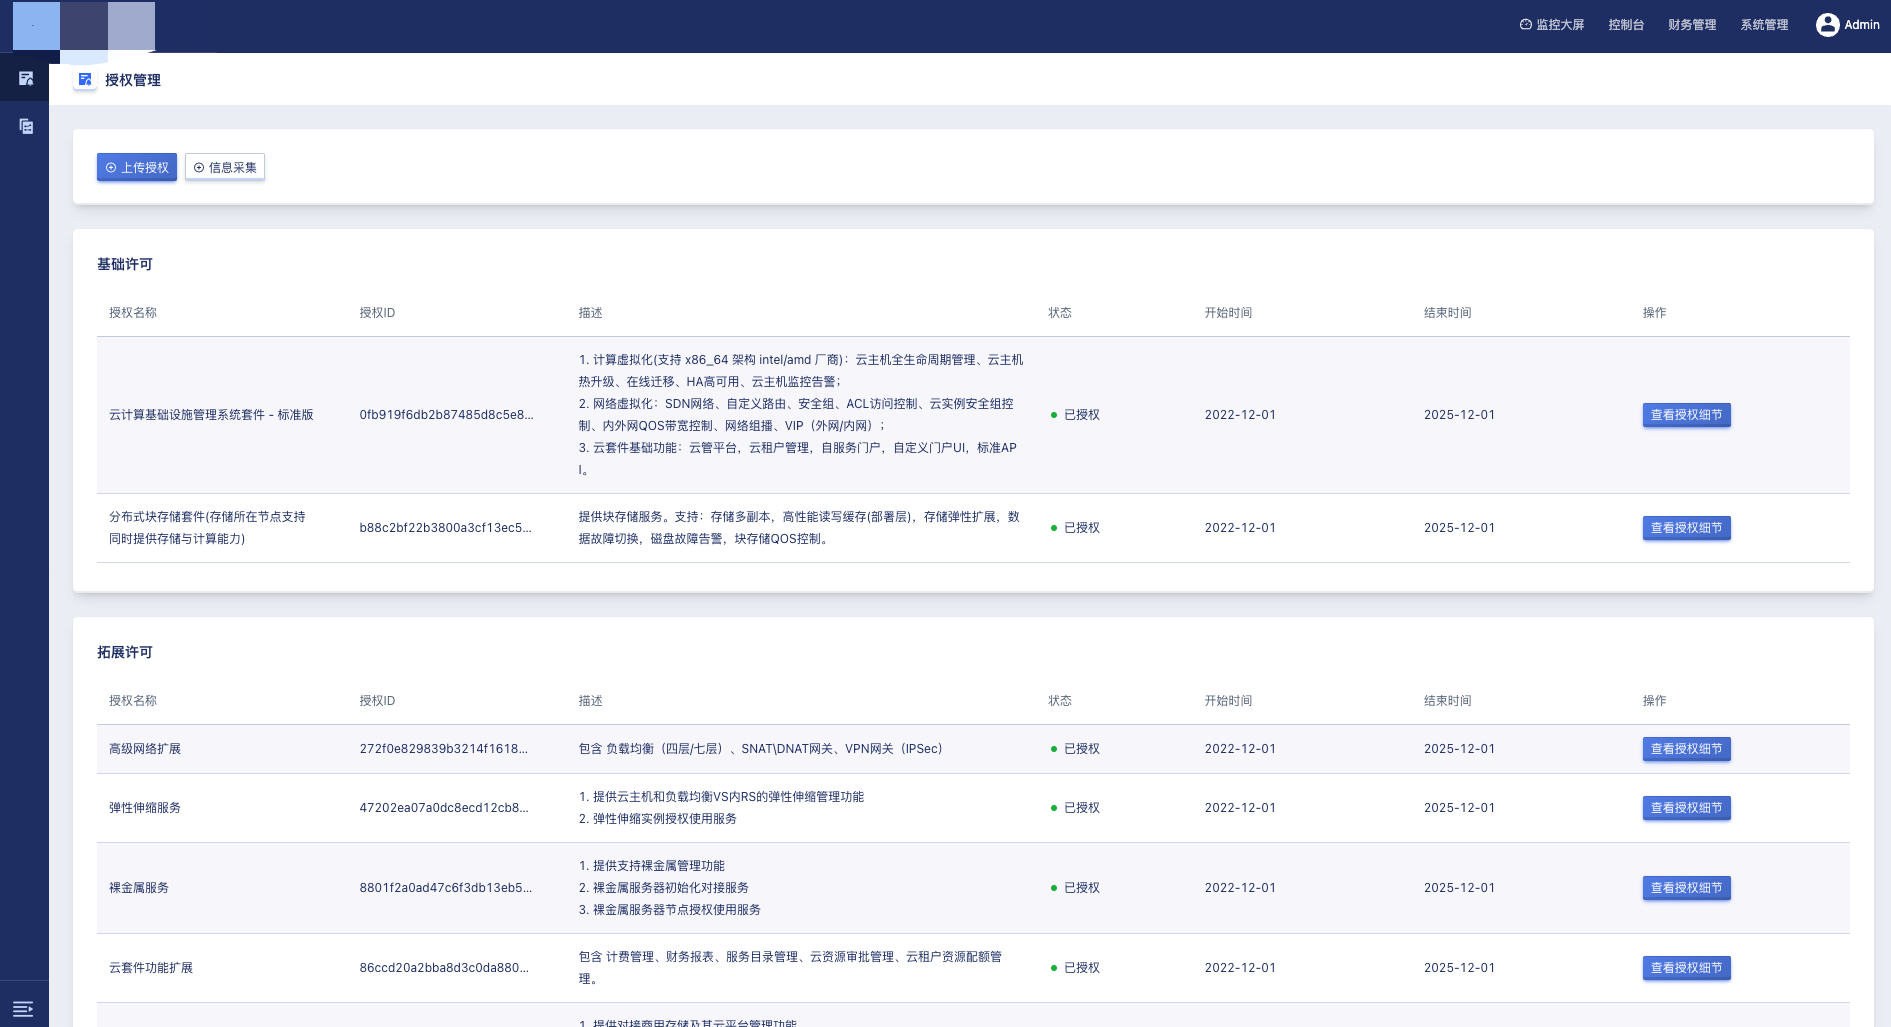 监控大屏 控制台 财务管理 系统管理 Admin
授权管理
上传授权 信息采集
基础许可
授权名称 授权ID 描述 状态 开始时间 结束时间 操作
1. 计算虚拟化(支持 x86_64 架构 intel/amd 厂商)：云主机全生命周期管理、云主机
热升级、在线迁移、HA高可用、云主机监控告警；
云计算基础设施管理系统套件 - 标准版 0fb919f6db2b87485d8c5e8... 2. 网络虚拟化：SDN网络、自定义路由、安全组、ACL访问控制、云实例安全组控 已授权 2022-12-01 2025-12-01 查看授权细节
制、内外网QOS带宽控制、网络组播、VIP（外网/内网）;
3. 云套件基础功能：云管平台，云租户管理，自服务门户，自定义门户UI，标准AP
I。
分布式块存储套件(存储所在节点支持 b88c2bf22b3800a3cf13ec5... 提供块存储服务。支持：存储多副本，高性能读写缓存(部署层)，存储弹性扩展，数 已授权 2022-12-01 2025-12-01 查看授权细节
同时提供存储与计算能力) 据故障切换，磁盘故障告警，块存储QOS控制。
拓展许可
授权名称 授权ID 描述 状态 开始时间 结束时间 操作
高级网络扩展 272f0e829839b3214f1618... 包含 负载均衡（四层/七层）、SNAT\DNAT网关、VPN网关（IPSec） 已授权 2022-12-01 2025-12-01 查看授权细节
弹性伸缩服务 47202ea07a0dc8ecd12cb8... 1. 提供云主机和负载均衡VS内RS的弹性伸缩管理功能 已授权 2022-12-01 2025-12-01 查看授权细节
2. 弹性伸缩实例授权使用服务
1. 提供支持裸金属管理功能
裸金属服务 8801f2a0ad47c6f3db13eb5... 2. 裸金属服务器初始化对接服务 已授权 2022-12-01 2025-12-01 查看授权细节
3. 裸金属服务器节点授权使用服务
云套件功能扩展 86ccd20a2bba8d3c0da880... 包含 计费管理、财务报表、服务目录管理、云资源审批管理、云租户资源配额管 已授权 2022-12-01 2025-12-01 查看授权细节
理。
1. 提供对接商用存储及其云平台管理功能